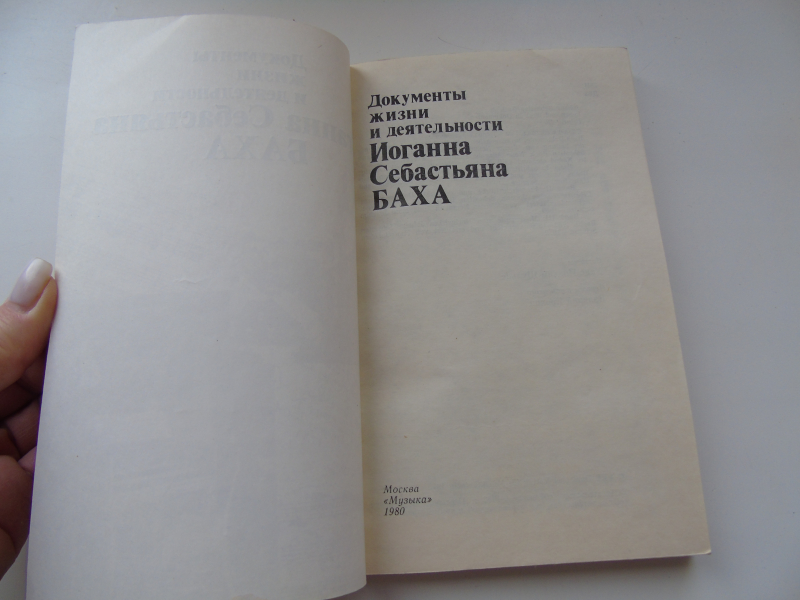 Документы
жизни
и деятельности
Иоганна
Себастьяна
БАХА
Москва
«Музыка»
1980